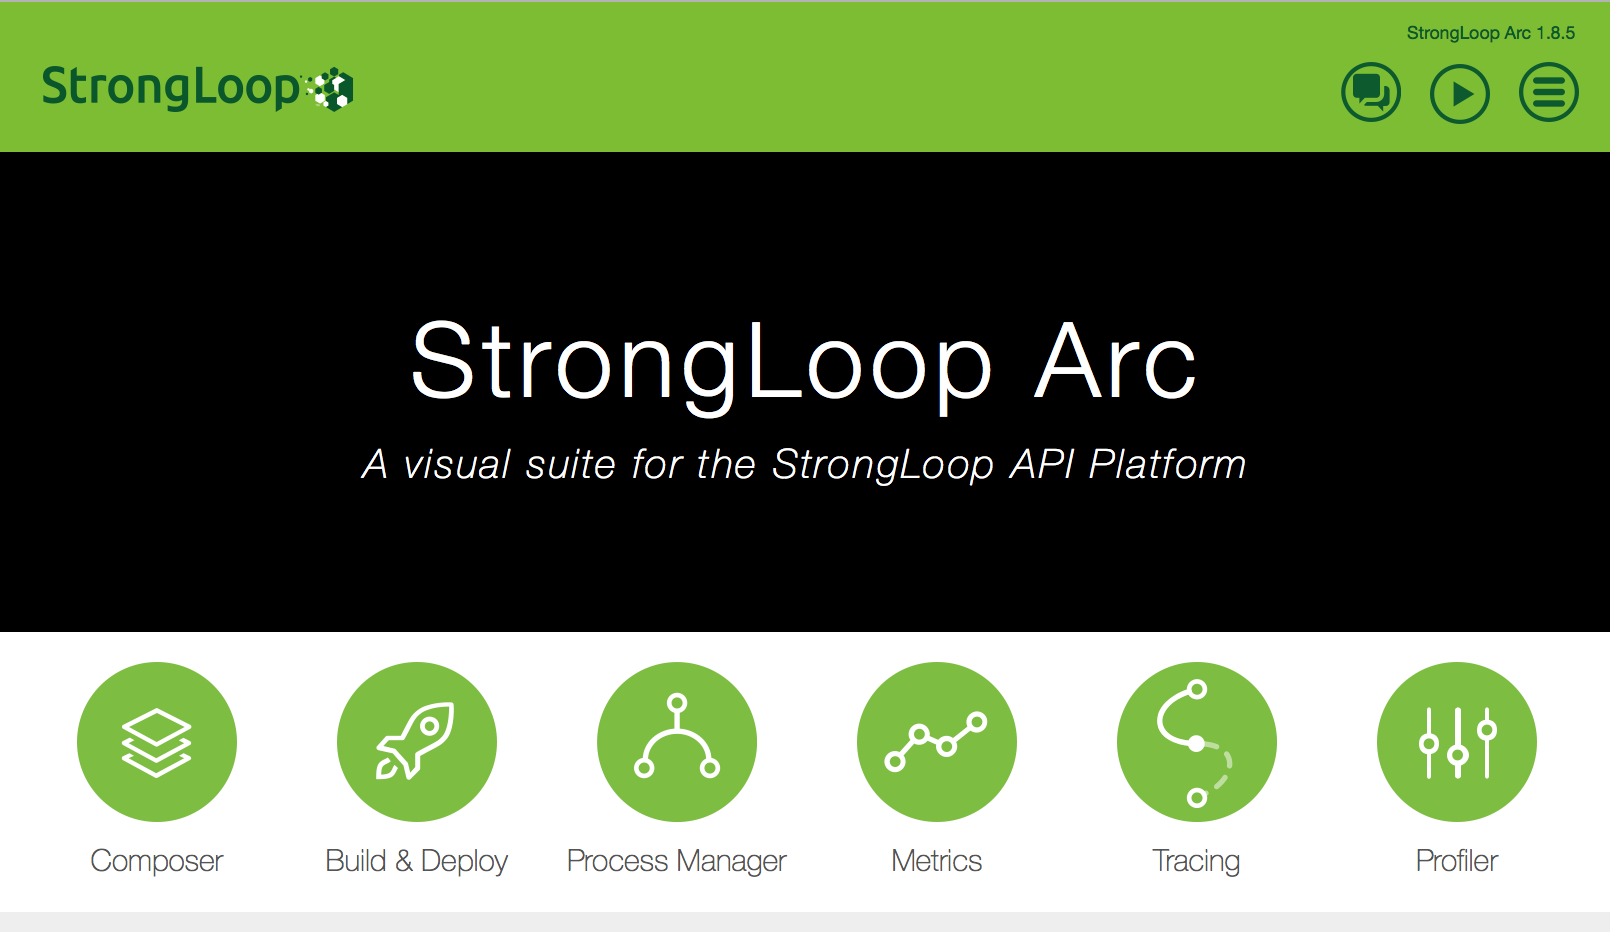 StrongLoop Arc 1.8.5
StrongLoop
StrongLoop Arc
A visual suite for the StrongLoop API Platform
Composer
Build & Deploy
Process Manager
Metrics
Tracing
Profiler